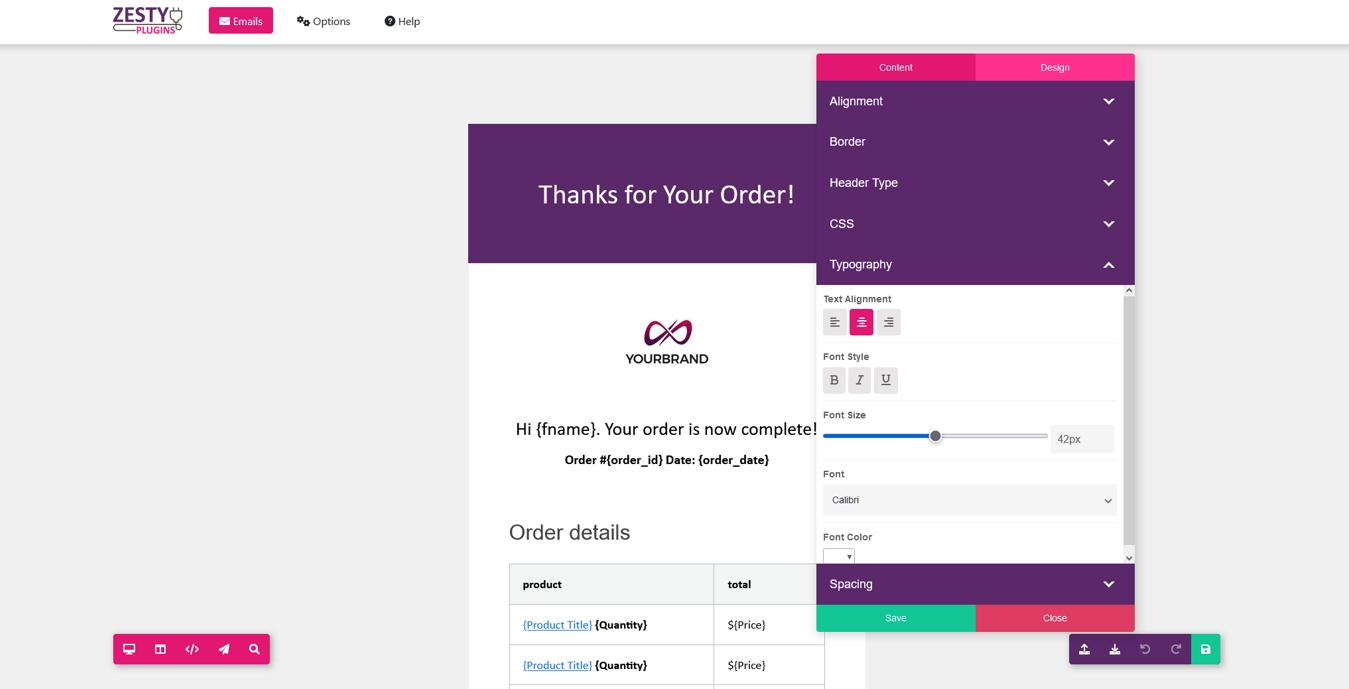 ZESTY
PLUGINS
Emails
Options
Help
Content
Design
Alignment
Border
Header Type
CSS
Typography
Text Alignment
Font Style
B I U
Font Size
42px
Font
Calibri
Font Color
Spacing
Save
Close
Thanks for Your Order!
YOURBRAND
Hi {fname}. Your order is now complete!
Order #{order_id} Date: {order_date}
Order details
product total
{Product Title} {Quantity} ${Price}
{Product Title} {Quantity} ${Price}